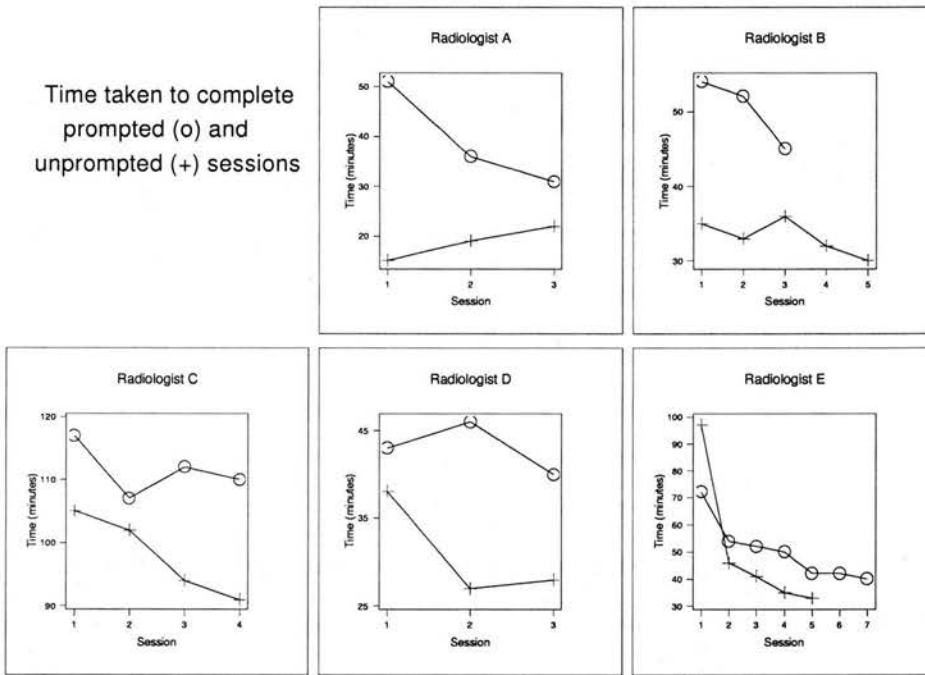 Time taken to complete
prompted (o) and
unprompted (+) sessions
Radiologist A
Time (minutes)
50
40
30
20
1 2 3
Session
Radiologist B
Time (minutes)
50
40
30
1 2 3 4 5
Session
Radiologist C
Time (minutes)
120
110
100
90
1 2 3 4
Session
Radiologist D
Time (minutes)
45
35
25
1 2 3
Session
Radiologist E
Time (minutes)
100
90
80
70
60
50
40
30
1 2 3 4 5 6 7
Session